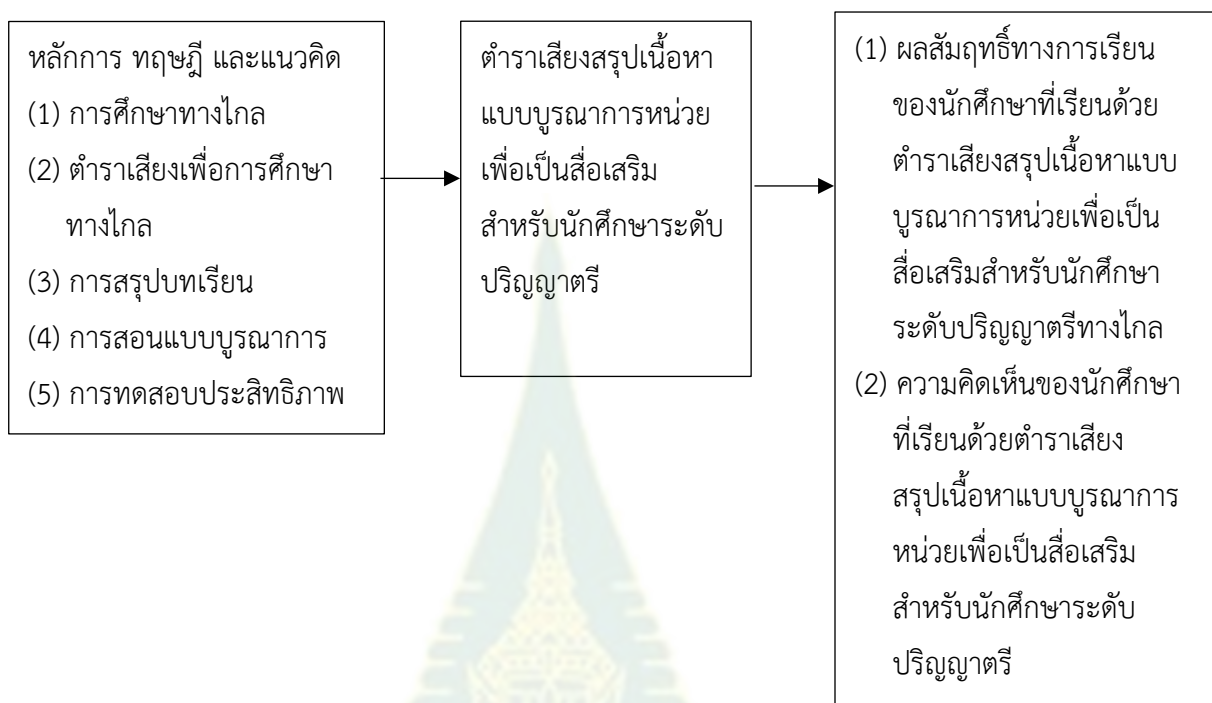 หลักการ ทฤษฎี และแนวคิด
(1) การศึกษาทางไกล
(2) ตำราเสียงเพื่อการศึกษา
ทางไกล
(3) การสรุปบทเรียน
(4) การสอนแบบบูรณาการ
(5) การทดสอบประสิทธิภาพ
ตำราเสียงสรุปเนื้อหา
แบบบูรณาการหน่วย
เพื่อเป็นสื่อเสริม
สำหรับนักศึกษาระดับ
ปริญญาตรี
(1) ผลสัมฤทธิ์ทางการเรียน
ของนักศึกษาที่เรียนด้วย
ตำราเสียงสรุปเนื้อหาแบบ
บูรณาการหน่วยเพื่อเป็น
สื่อเสริมสำหรับนักศึกษา
ระดับปริญญาตรีทางไกล
(2) ความคิดเห็นของนักศึกษา
ที่เรียนด้วยตำราเสียง
สรุปเนื้อหาแบบบูรณาการ
หน่วยเพื่อเป็นสื่อเสริม
สำหรับนักศึกษาระดับ
ปริญญาตรี